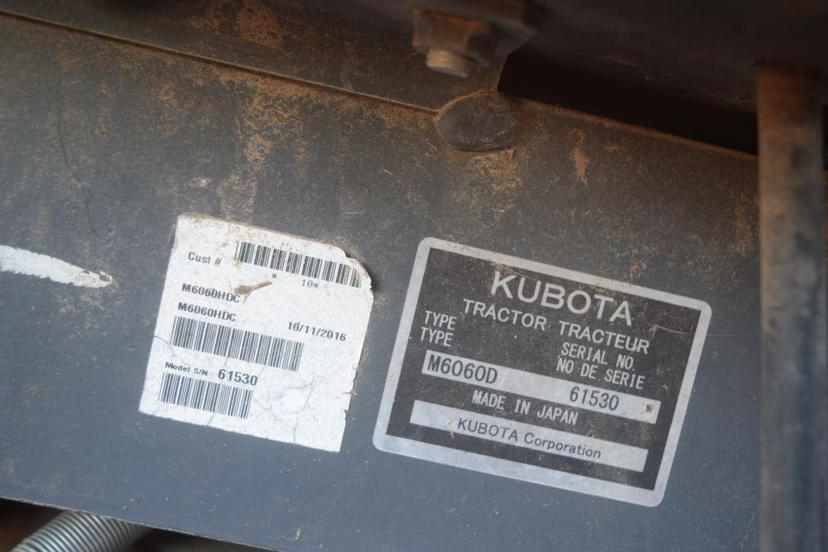 Cust #
* 10*
M6060HDC
M6060HDC 10/11/2016
Model S/N 61530
KUBOTA
TRACTOR TRACTEUR
TYPE SERIAL NO.
TYPE NO DE SERIE
M6060D 61530 *
MADE IN JAPAN
KUBOTA Corporation